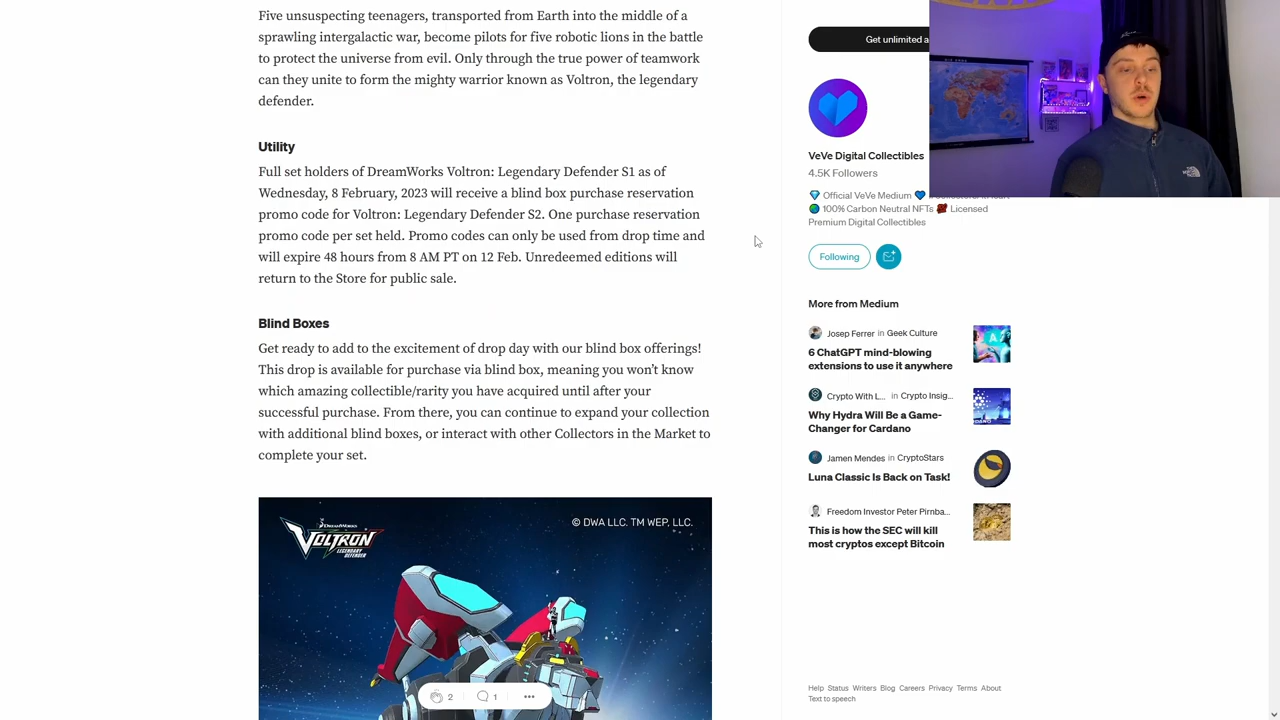 Five unsuspecting teenagers, transported from Earth into the middle of a
sprawling intergalactic war, become pilots for five robotic lions in the battle
to protect the universe from evil. Only through the true power of teamwork
can they unite to form the mighty warrior known as Voltron, the legendary
defender.
Utility
Full set holders of DreamWorks Voltron: Legendary Defender S1 as of
Wednesday, 8 February, 2023 will receive a blind box purchase reservation
promo code for Voltron: Legendary Defender S2. One purchase reservation
promo code per set held. Promo codes can only be used from drop time and
will expire 48 hours from 8 AM PT on 12 Feb. Unredeemed editions will
return to the Store for public sale.
Blind Boxes
Get ready to add to the excitement of drop day with our blind box offerings!
This drop is available for purchase via blind box, meaning you won’t know
which amazing collectible/rarity you have acquired until after your
successful purchase. From there, you can continue to expand your collection
with additional blind boxes, or interact with other Collectors in the Market to
complete your set.
DREAMWORKS
VOLTRON
LEGENDARY
DEFENDER
© DWA LLC. TM WEP, LLC.
2 1
Get unlimited a
VeVe Digital Collectibles
4.5K Followers
Official VeVe Medium
100% Carbon Neutral NFTs Licensed
Premium Digital Collectibles
Following
More from Medium
Josep Ferrer in Geek Culture
6 ChatGPT mind-blowing
extensions to use it anywhere
Crypto With L... in Crypto Insig...
Why Hydra Will Be a Game-
Changer for Cardano
Jamen Mendes in CryptoStars
Luna Classic Is Back on Task!
Freedom Investor Peter Pirnba...
This is how the SEC will kill
most cryptos except Bitcoin
Help Status Writers Blog Careers Privacy Terms About
Text to speech